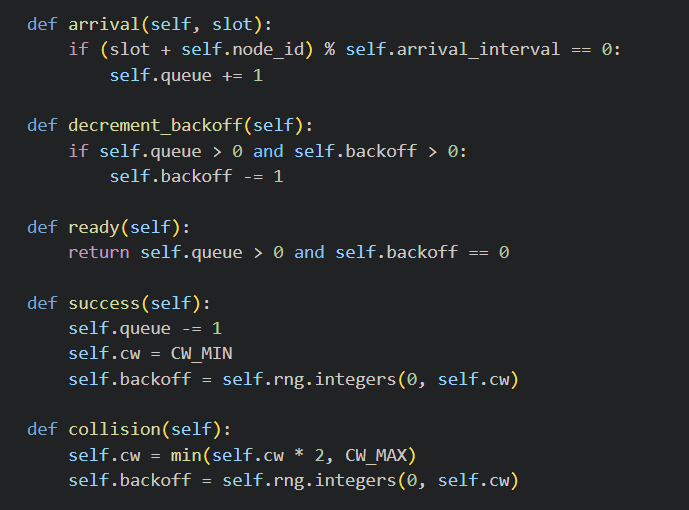 def arrival(self, slot):
    if (slot + self.node_id) % self.arrival_interval == 0:
        self.queue += 1

def decrement_backoff(self):
    if self.queue > 0 and self.backoff > 0:
        self.backoff -= 1

def ready(self):
    return self.queue > 0 and self.backoff == 0

def success(self):
    self.queue -= 1
    self.cw = CW_MIN
    self.backoff = self.rng.integers(0, self.cw)

def collision(self):
    self.cw = min(self.cw * 2, CW_MAX)
    self.backoff = self.rng.integers(0, self.cw)